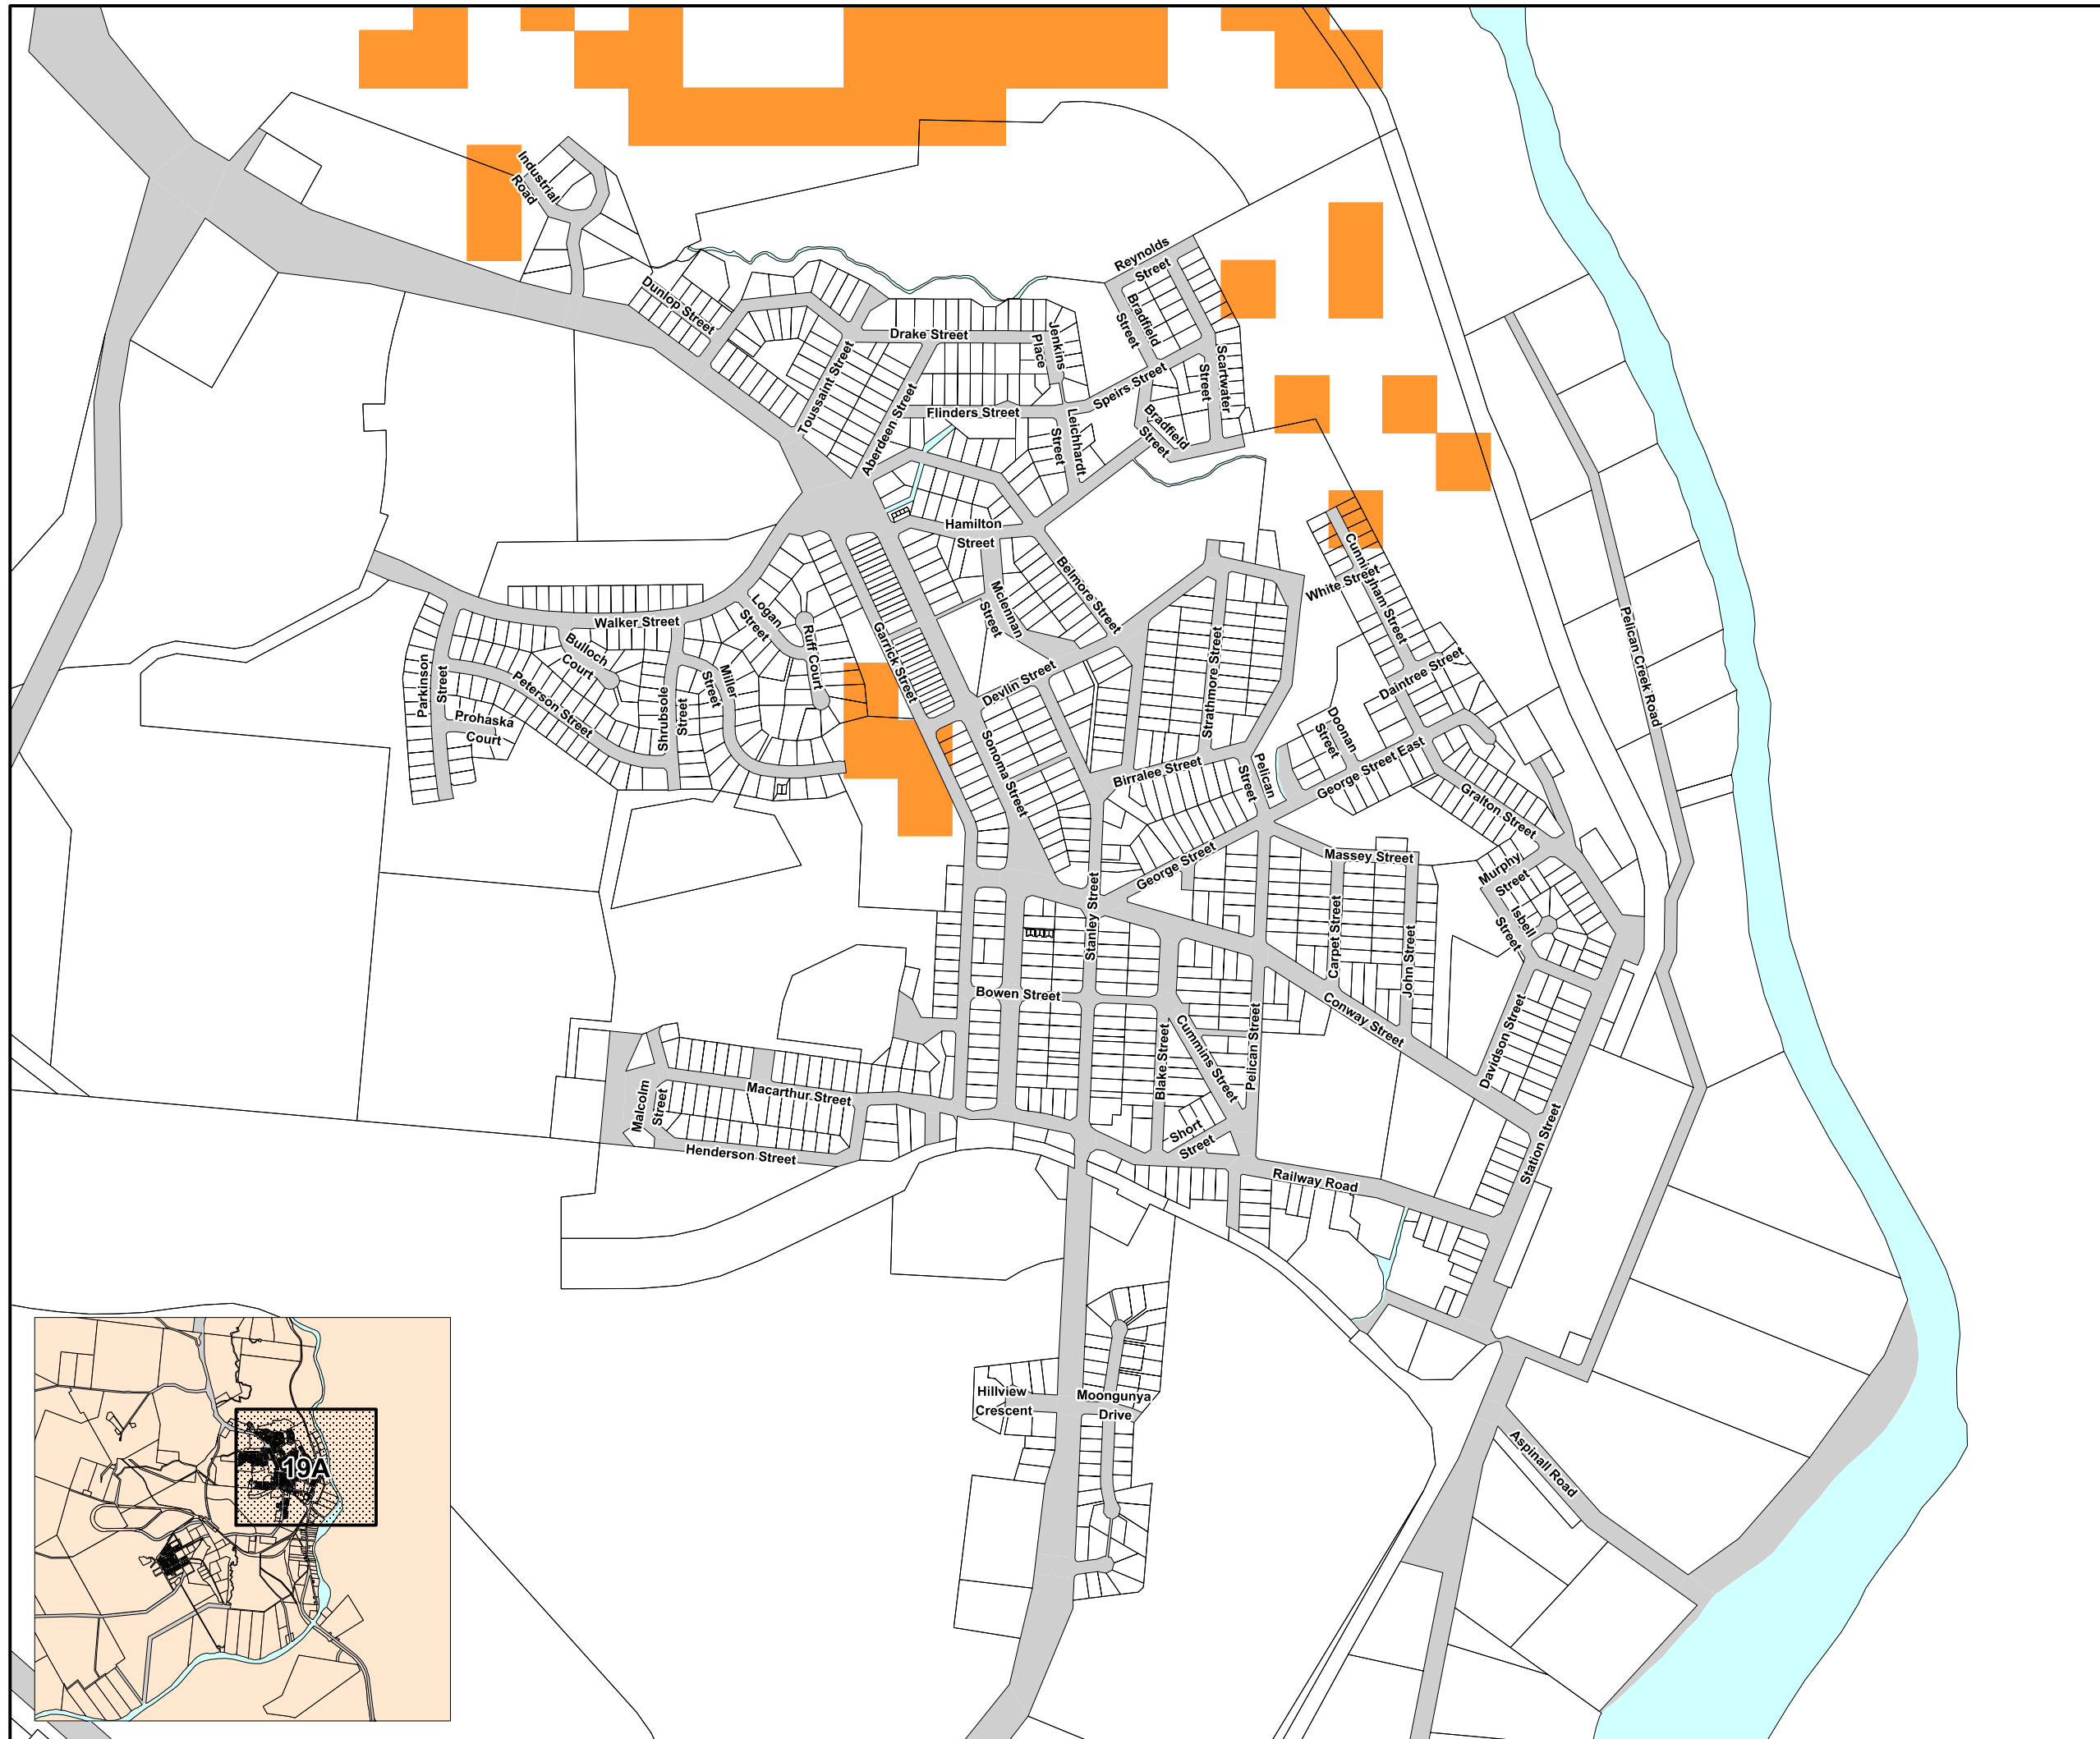 Industrial
Road
Reynolds
Street
Dunlop Street
Bradfield
Street
Drake Street
Jenkins
Place
Toussaint Street
Scartwater
Street
Speirs Street
Aberdeen Street
Flinders Street
Leichhardt
Street
Bradfield
Street
Hamilton
Street
Belmore Street
Cunningham Street
White Street
Mclennan
Street
Logan
Street
Walker Street
Ruff Court
Garrick Street
Bulloch
Court
Strathmore Street
Pelican Creek Road
Parkinson
Street
Peterson Street
Miller
Street
Shrubsole
Street
Devlin Street
Daintree Street
Prohaska
Court
Doonan
Street
Sonoma Street
Birralee Street
Pelican
Street
George Street East
Gralton Street
George Street
Massey Street
Murphy
Street
Stanley Street
Carpet Street
John Street
Isbell
Street
Bowen Street
Conway Street
Cummins Street
Blake Street
Pelican Street
Davidson Street
Macarthur Street
Malcolm
Street
Short
Street
Station Street
Henderson Street
Railway Road
Hillview
Crescent
Moongunya
Drive
Aspinall Road
19A